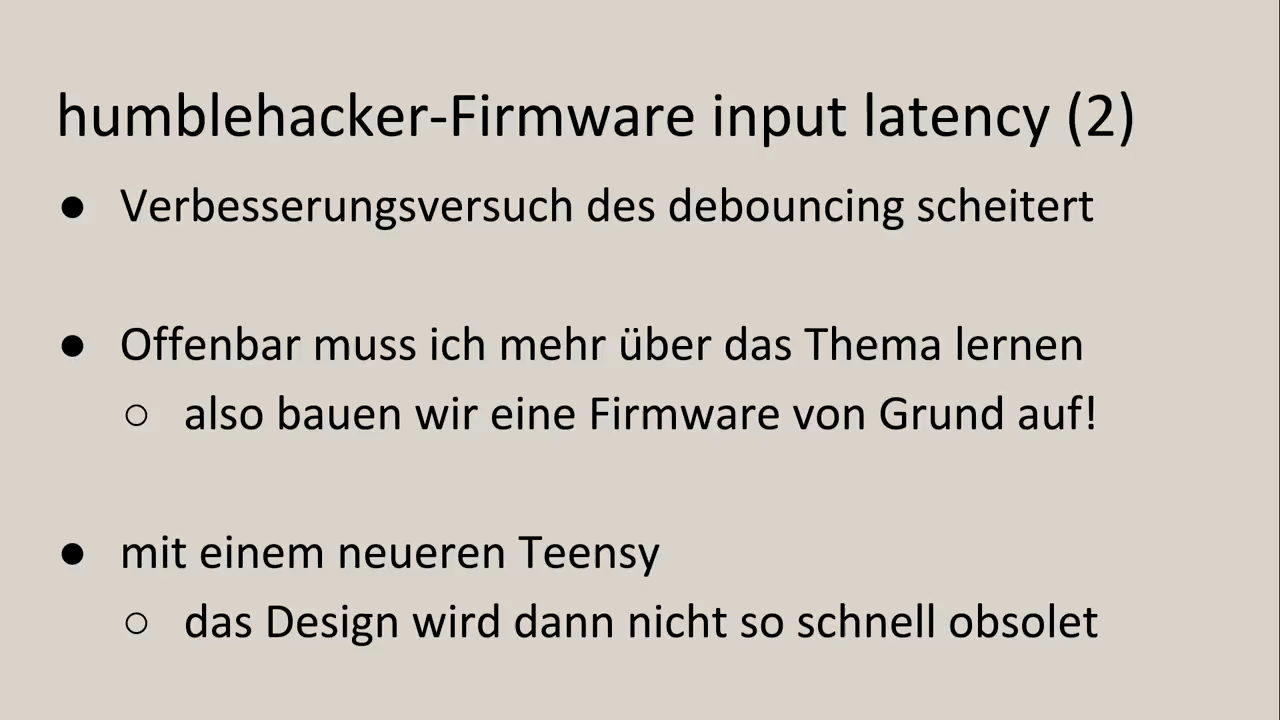 humblehacker-Firmware input latency (2)
● Verbesserungsversuch des debouncing scheitert
● Offenbar muss ich mehr über das Thema lernen
○ also bauen wir eine Firmware von Grund auf!
● mit einem neueren Teensy
○ das Design wird dann nicht so schnell obsolet